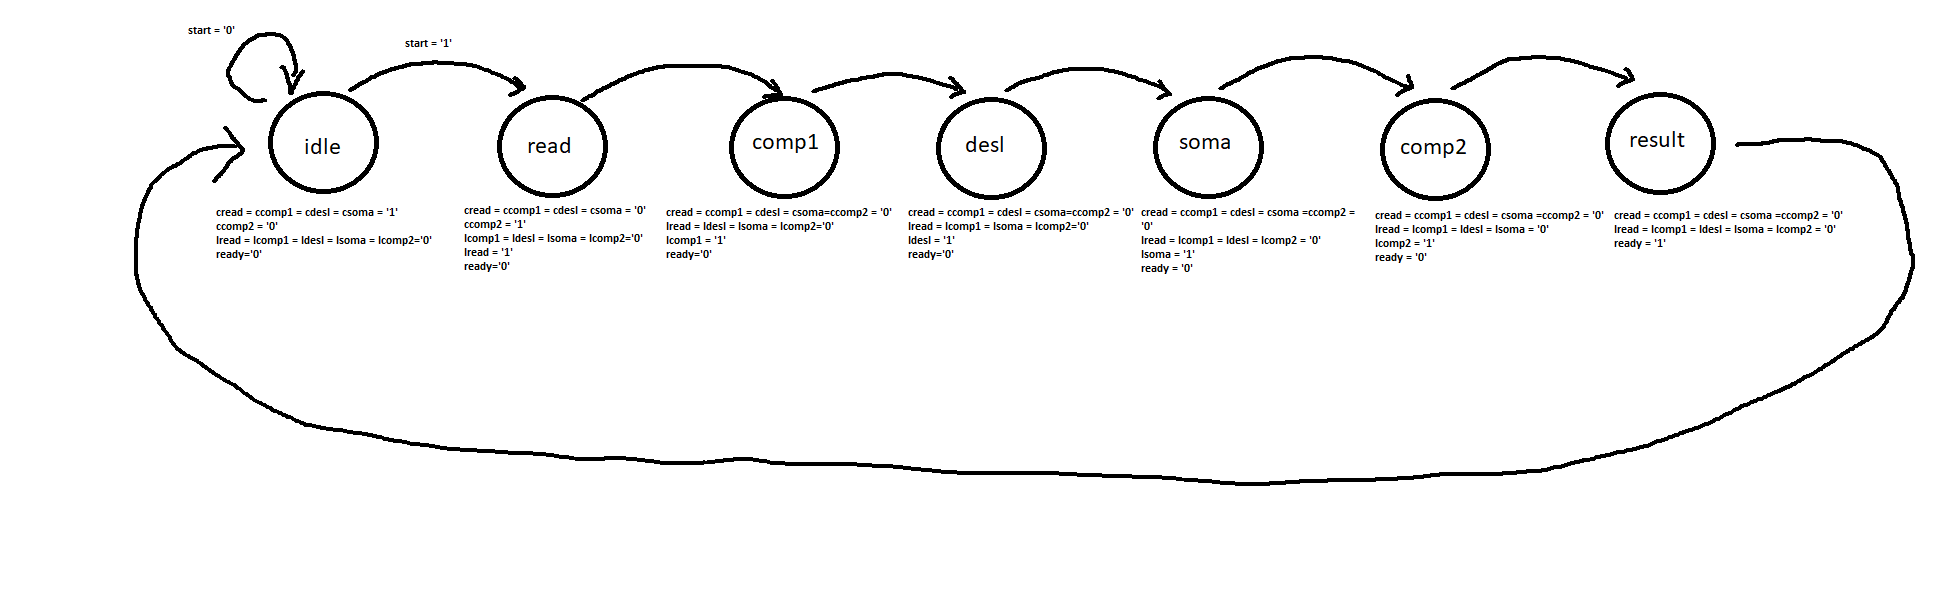 start = '0'
start = '1'
idle
read
comp1
desl
soma
comp2
result
cread = ccomp1 = cdesl = csoma = '1'
ccomp2 = '0'
lread = lcomp1 = ldesl = lsoma = lcomp2='0'
ready='0'
cread = ccomp1 = cdesl = csoma = '0'
ccomp2 = '1'
lcomp1 = ldesl = lsoma = lcomp2='0'
lread = '1'
ready='0'
cread = ccomp1 = cdesl = csoma=ccomp2 = '0'
lread = ldesl = lsoma = lcomp2='0'
lcomp1 = '1'
ready='0'
cread = ccomp1 = cdesl = csoma=ccomp2 = '0'
lread = lcomp1 = lsoma = lcomp2='0'
ldesl = '1'
ready='0'
cread = ccomp1 = cdesl = csoma =ccomp2 =
'0'
lread = lcomp1 = ldesl = lcomp2 = '0'
lsoma = '1'
ready = '0'
cread = ccomp1 = cdesl = csoma =ccomp2 = '0'
lread = lcomp1 = ldesl = lsoma = '0'
lcomp2 = '1'
ready = '0'
cread = ccomp1 = cdesl = csoma =ccomp2 = '0'
lread = lcomp1 = ldesl = lsoma = lcomp2 = '0'
ready = '1'